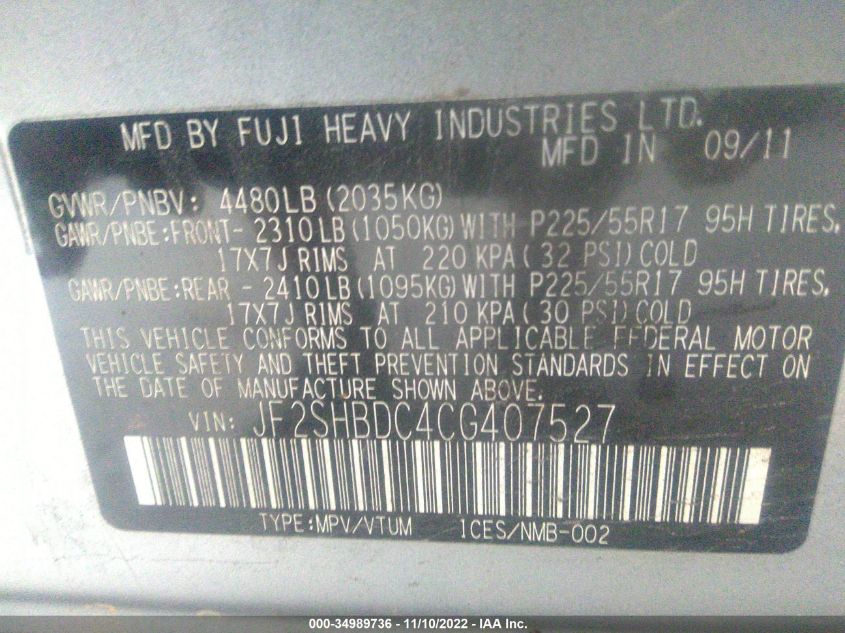 MFD BY FUJI HEAVY INDUSTRIES LTD.
MFD IN 09/11
GVWR/PNBV: 4480LB (2035KG)
GAWR/PNBE:FRONT- 2310LB (1050KG) WITH P225/55R17 95H TIRES,
17X7J RIMS AT 220 KPA ( 32 PSI) COLD
GAWR/PNBE:REAR - 2410LB (1095KG) WITH P225/55R17 95H TIRES,
17X7J RIMS AT 210 KPA ( 30 PSI) COLD
THIS VEHICLE CONFORMS TO ALL APPLICABLE FEDERAL MOTOR
VEHICLE SAFETY AND THEFT PREVENTION STANDARDS IN EFFECT ON
THE DATE OF MANUFACTURE SHOWN ABOVE.
VIN: JF2SHBDC4CG407527
TYPE:MPV/VTUM ICES/NMB-002
000-34989736 - 11/10/2022 - IAA Inc.